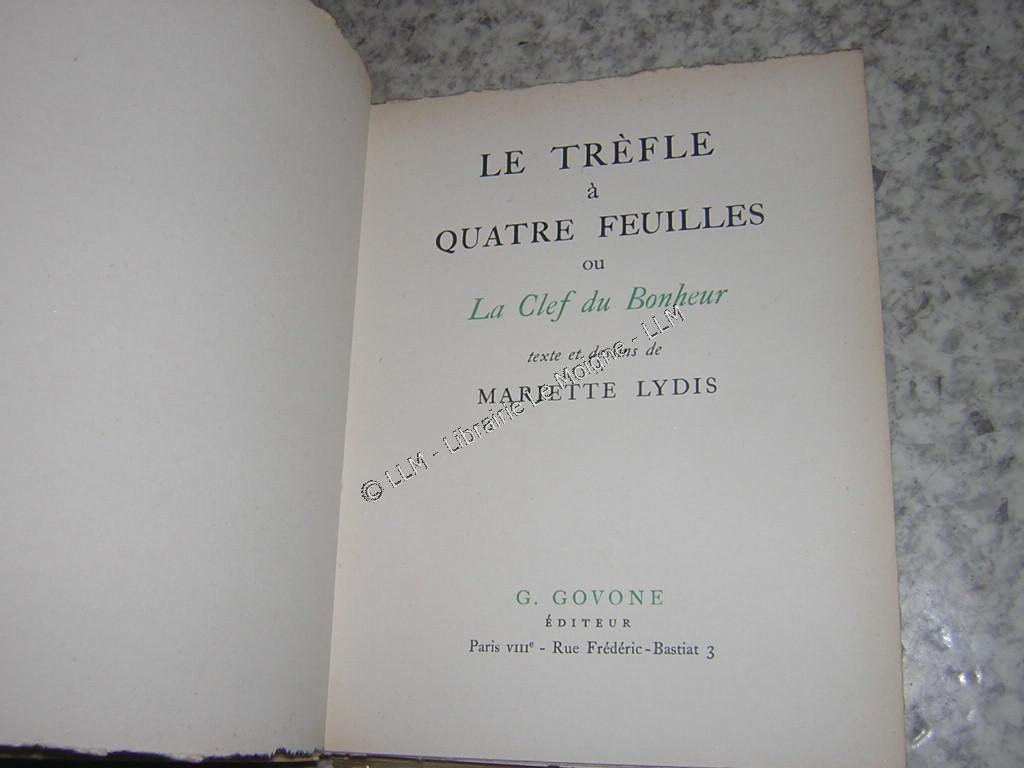 LE TRÈFLE
à
QUATRE FEUILLES
ou
La Clef du Bonheur
texte et dessins de
MARIETTE LYDIS
© LLM - Librairie Le Moigne - LLM
G. GOVONE
ÉDITEUR
Paris VIIIe - Rue Frédéric-Bastiat 3